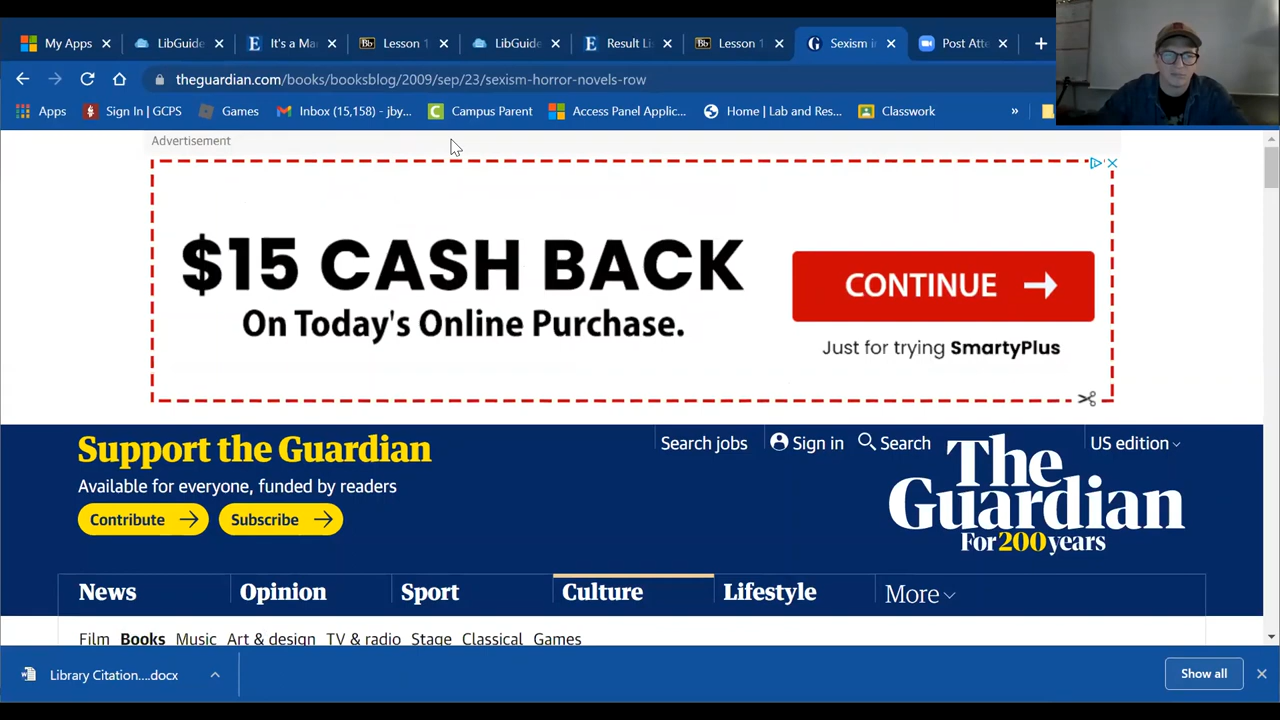 My Apps
LibGuide
It's a Ma
Bb Lesson 1
LibGuide
Result Li
Bb Lesson 1
G Sexism i
Post Atte
theguardian.com/books/booksblog/2009/sep/23/sexism-horror-novels-row
Apps
Sign In | GCPS
Games
Inbox (15,158) - jby...
Campus Parent
Access Panel Applic...
Home | Lab and Res...
Classwork
»
Advertisement
$15 CASH BACK
On Today's Online Purchase.
CONTINUE
Just for trying SmartyPlus
Support the Guardian
Available for everyone, funded by readers
Contribute
Subscribe
Search jobs
Sign in
Search
US edition
The
Guardian
For 200 years
News
Opinion
Sport
Culture
Lifestyle
More
Film Books Music Art & design TV & radio Stage Classical Games
Library Citation....docx
Show all